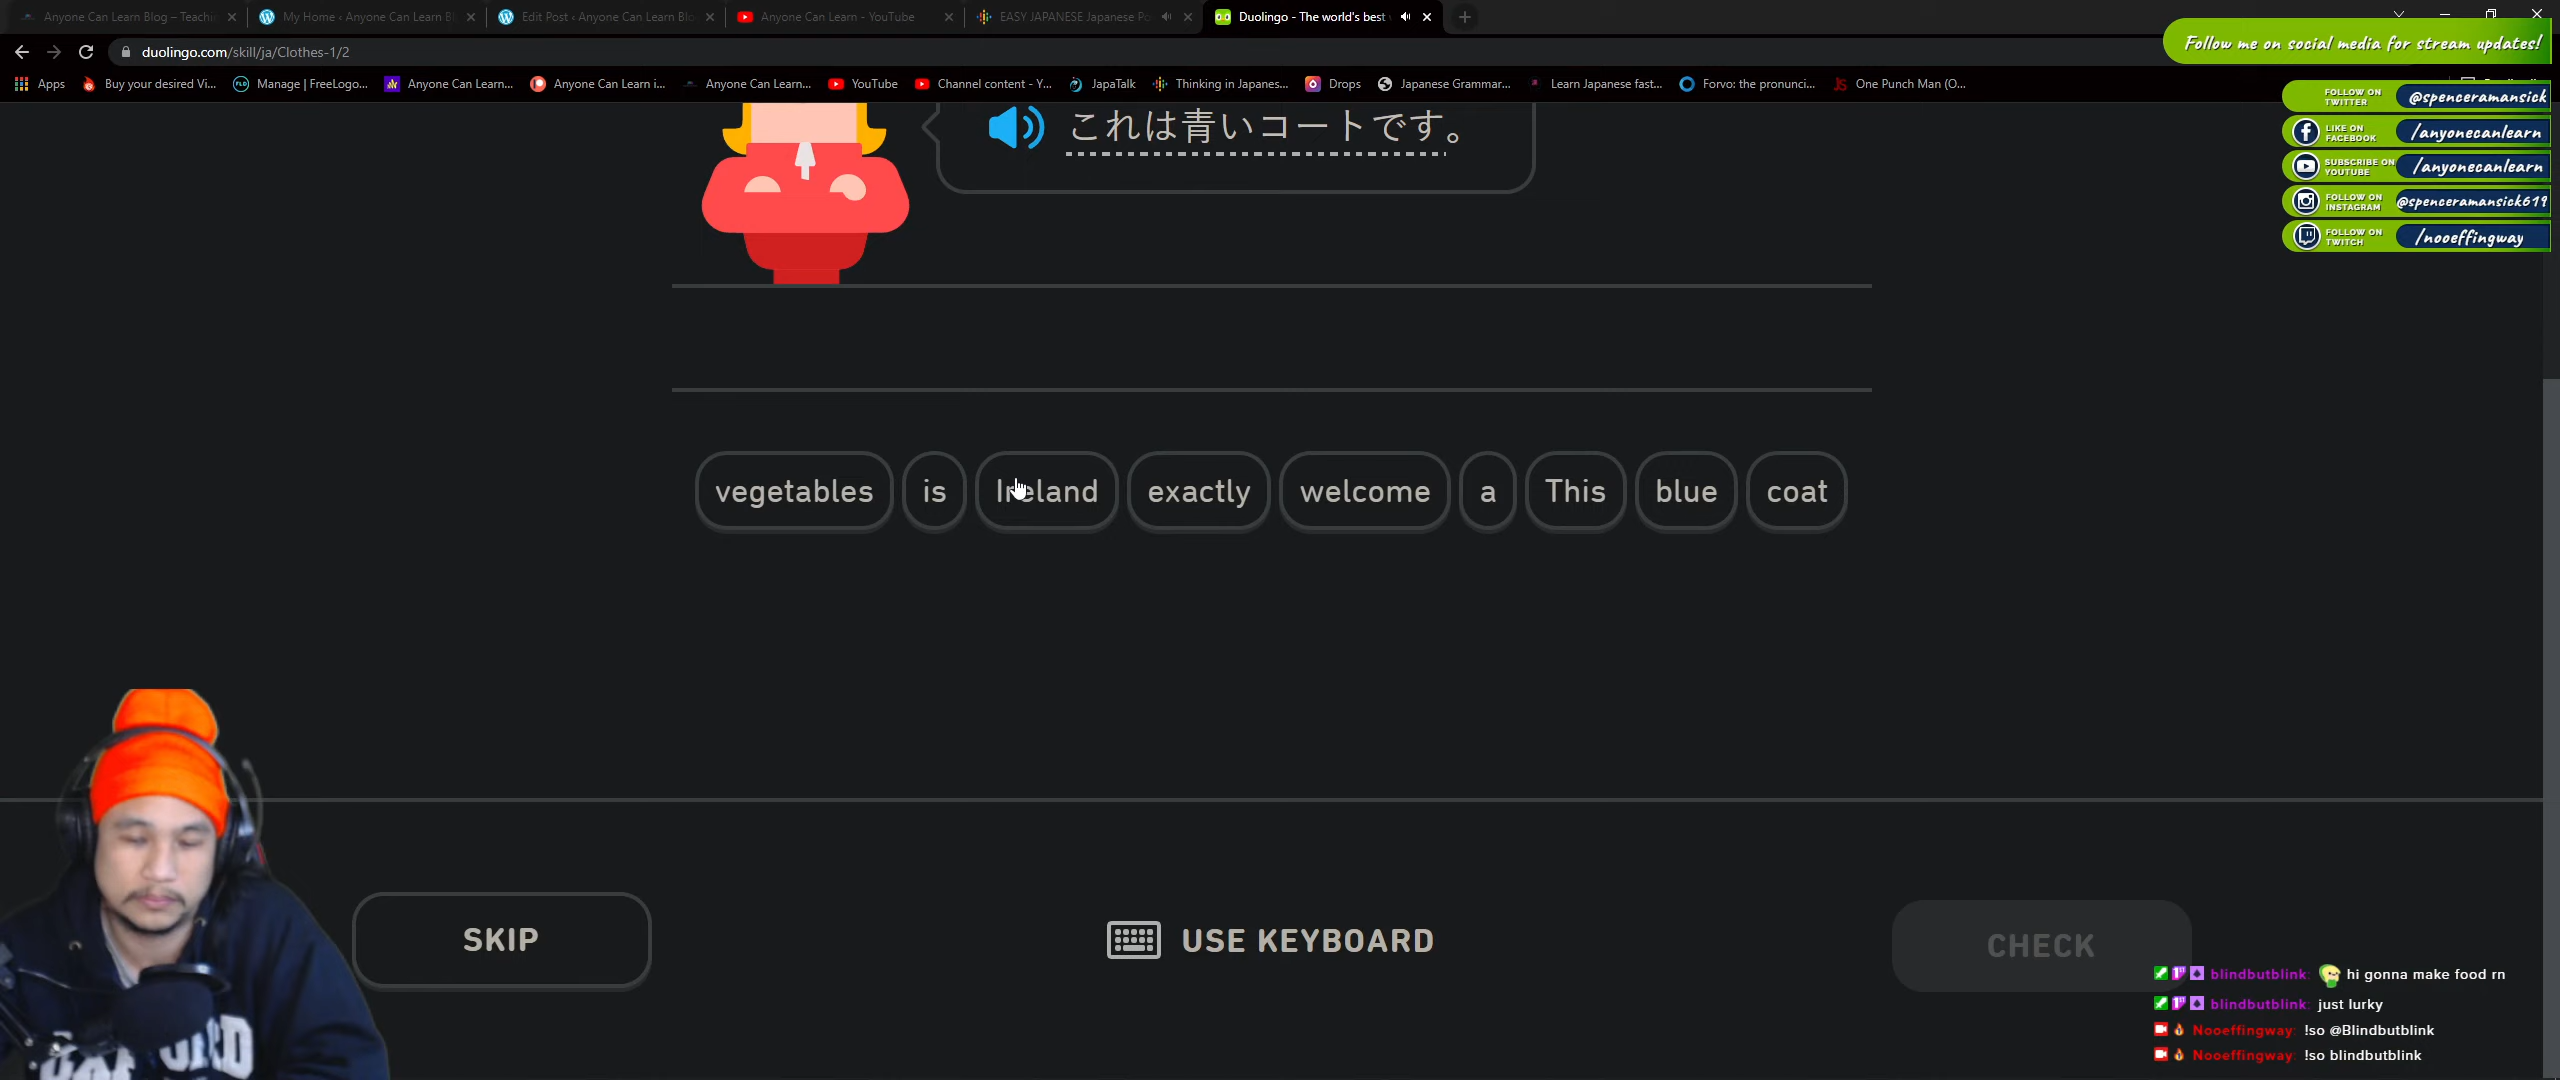 Anyone Can Learn Blog – Teachi
My Home ‹ Anyone Can Learn Bl
Edit Post ‹ Anyone Can Learn Blo
Anyone Can Learn - YouTube
EASY JAPANESE Japanese Po
Duolingo - The world's best
duolingo.com/skill/ja/Clothes-1/2
Follow me on social media for stream updates!
Apps
Buy your desired Vi...
Manage | FreeLogo...
Anyone Can Learn...
Anyone Can Learn i...
Anyone Can Learn...
YouTube
Channel content - Y...
JapaTalk
Thinking in Japanes...
Drops
Japanese Grammar...
Learn Japanese fast...
Forvo: the pronunci...
One Punch Man (O...
FOLLOW ON TWITTER @spenceramansick
LIKE ON FACEBOOK /anyonecanlearn
SUBSCRIBE ON YOUTUBE /anyonecanlearn
FOLLOW ON INSTAGRAM @spenceramansick619
FOLLOW ON TWITCH /nooeffingway
これは青いコートです。
vegetables is Ireland exactly welcome a This blue coat
SKIP
USE KEYBOARD
CHECK
blindbutblink: hi gonna make food rn
blindbutblink: just lurky
Nooeffingway: !so @Blindbutblink
Nooeffingway: !so blindbutblink